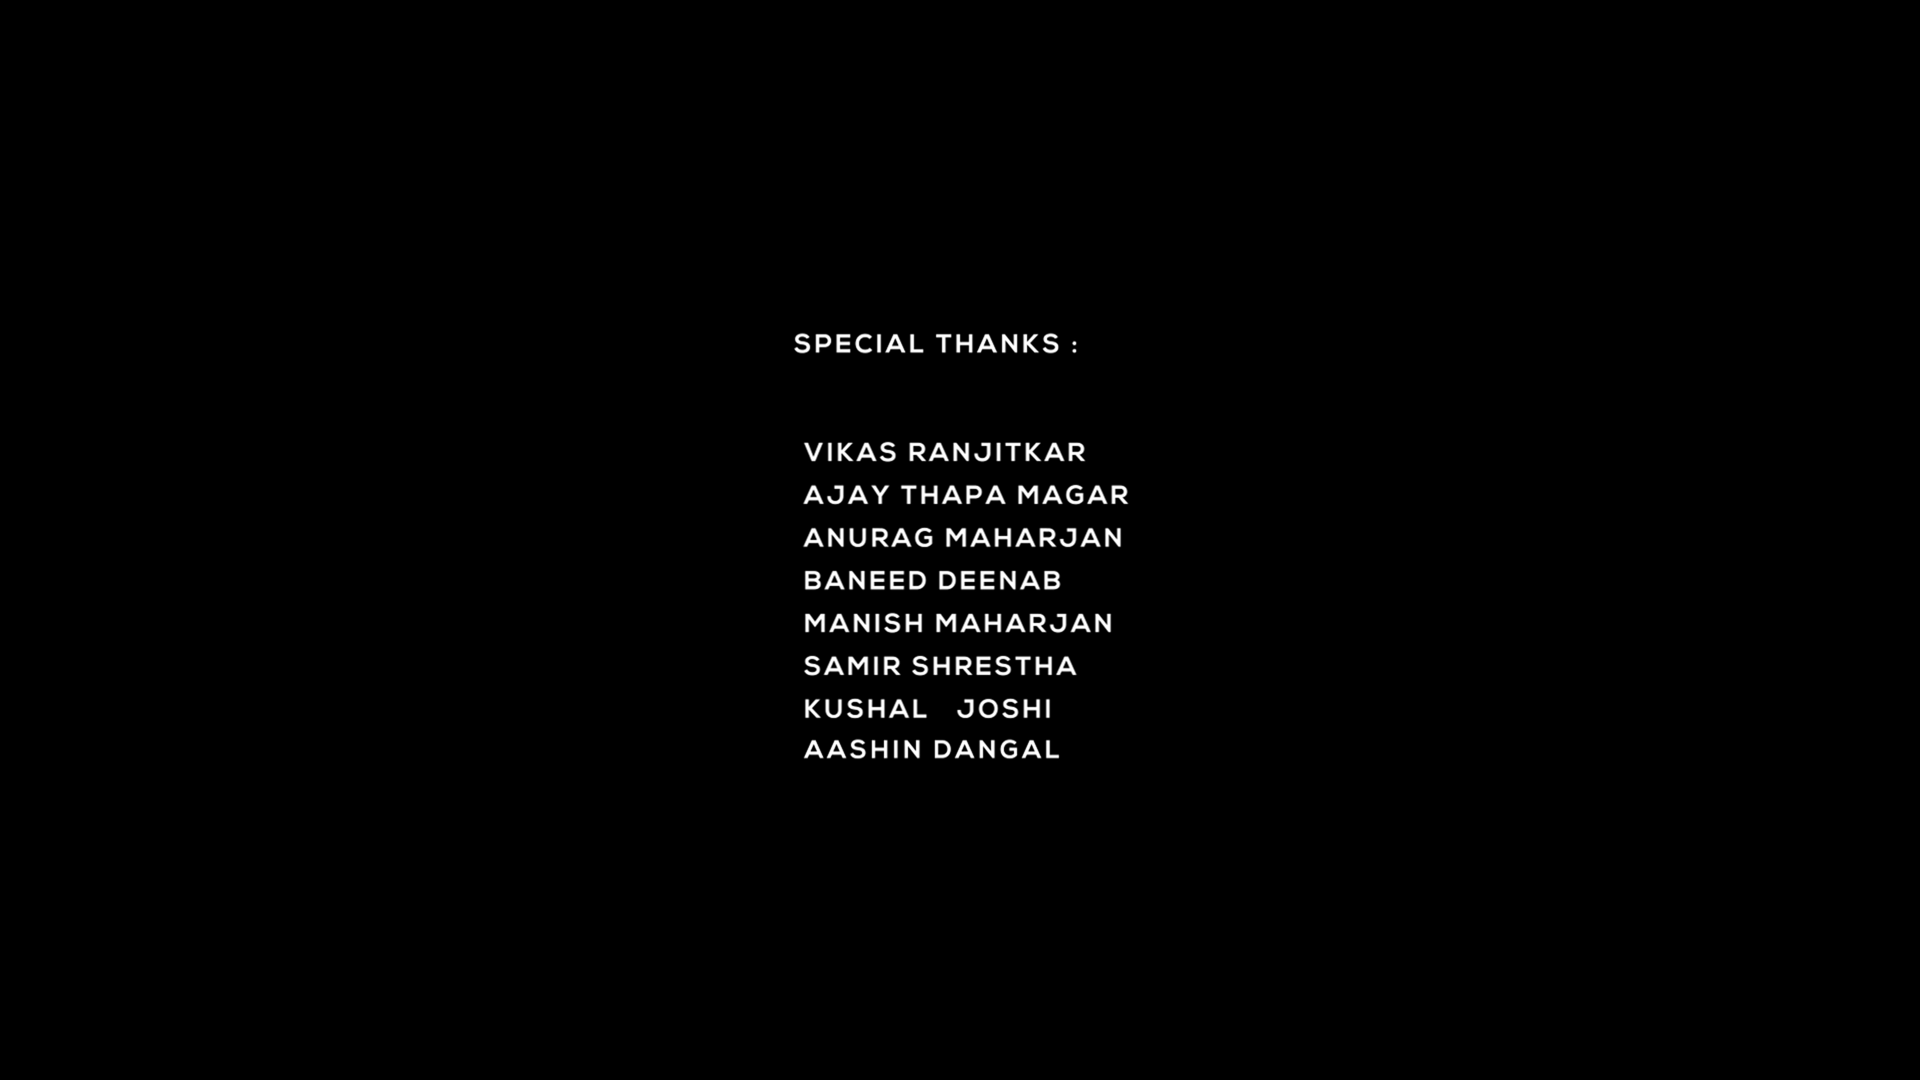 SPECIAL THANKS :
VIKAS RANJITKAR
AJAY THAPA MAGAR
ANURAG MAHARJAN
BANEED DEENAB
MANISH MAHARJAN
SAMIR SHRESTHA
KUSHAL JOSHI
AASHIN DANGAL